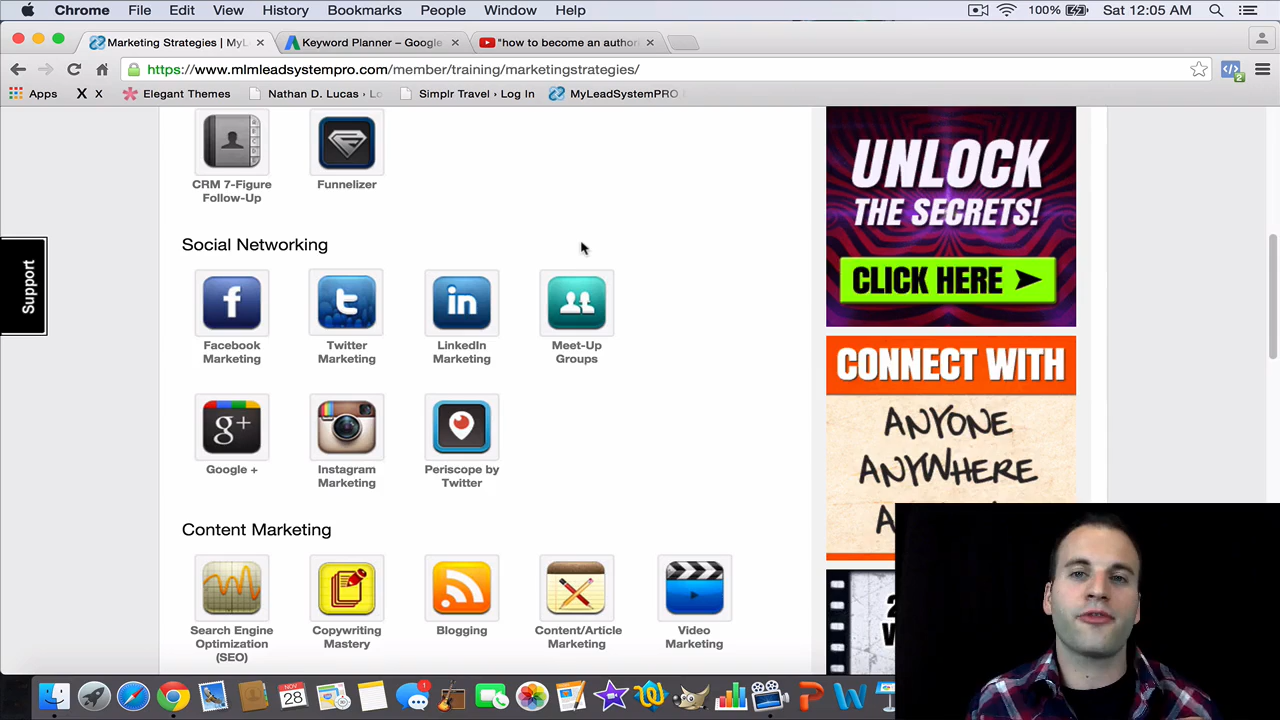 Chrome File Edit View History Bookmarks People Window Help 100% Sat 12:05 AM
Marketing Strategies | MyL × Keyword Planner – Google × "how to become an author ×
https://www.mlmleadsystempro.com/member/training/marketingstrategies/
Apps X X Elegant Themes Nathan D. Lucas › Lo Simplr Travel › Log In MyLeadSystemPRO
CRM 7-Figure
Follow-Up
Funnelizer
UNLOCK
THE SECRETS!
CLICK HERE
Support
Social Networking
Facebook
Marketing
Twitter
Marketing
LinkedIn
Marketing
Meet-Up
Groups
Google +
Instagram
Marketing
Periscope by
Twitter
CONNECT WITH
ANYONE
ANYWHERE
Content Marketing
Search Engine
Optimization
(SEO)
Copywriting
Mastery
Blogging
Content/Article
Marketing
Video
Marketing
NOV
28